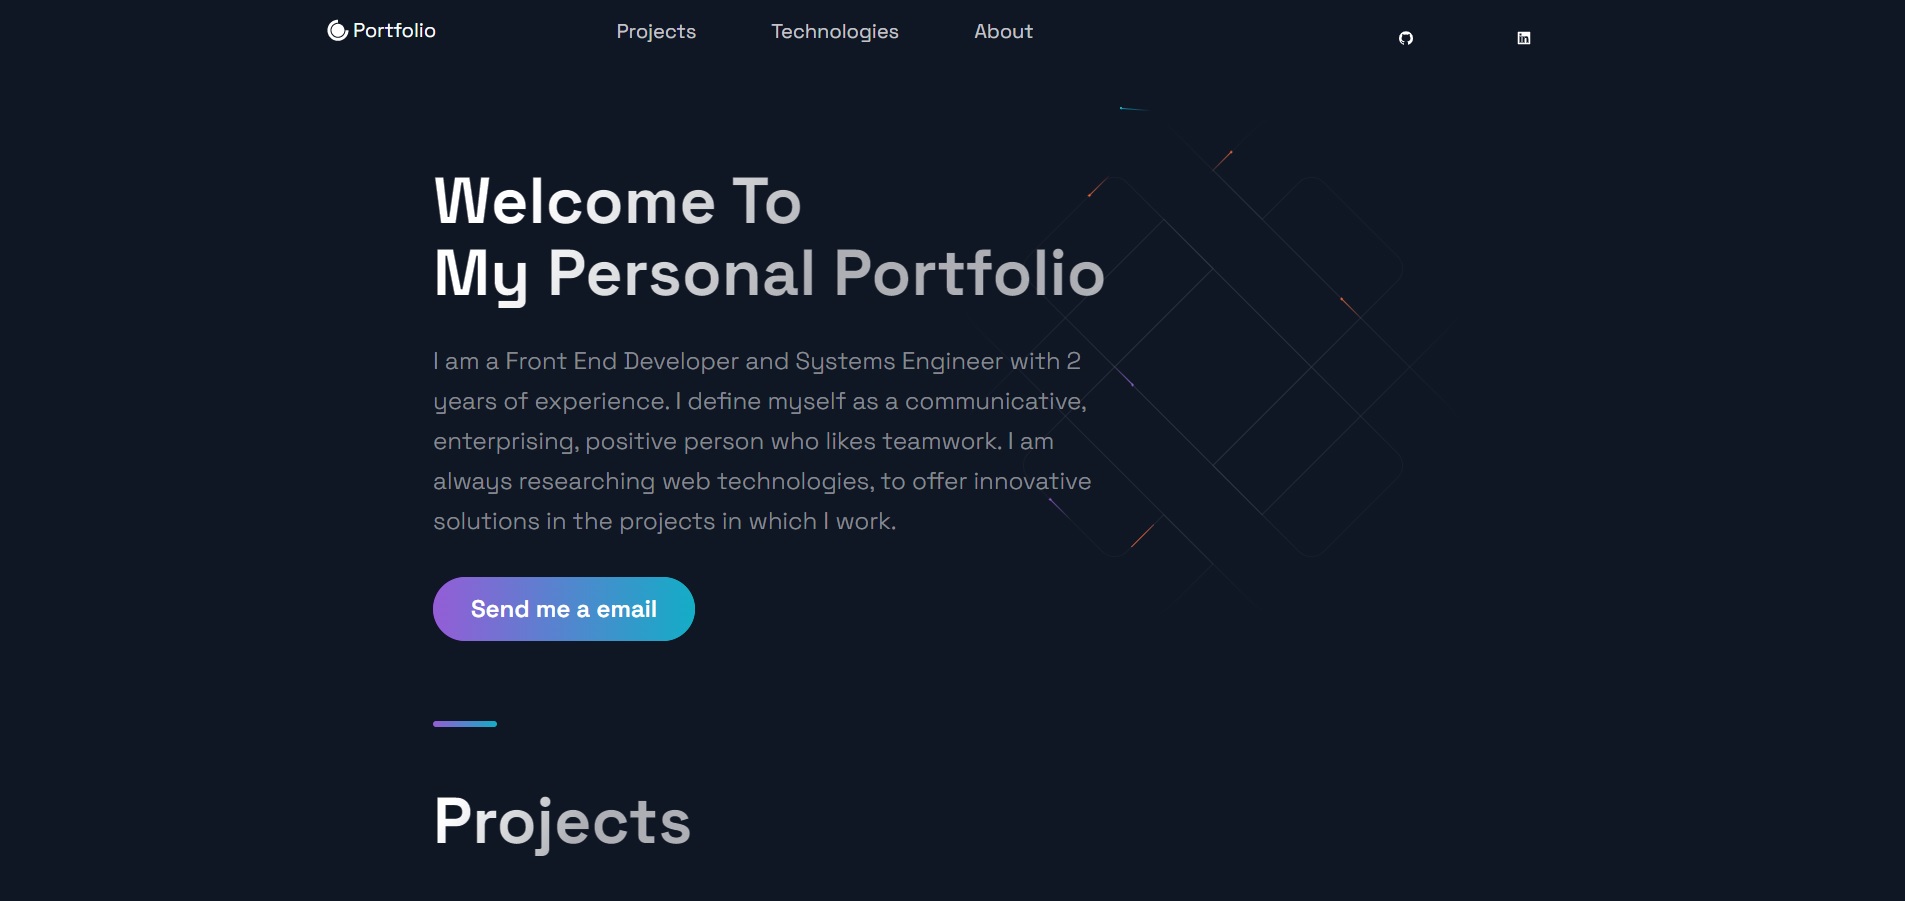 Portfolio
Projects
Technologies
About
Welcome To
My Personal Portfolio
I am a Front End Developer and Systems Engineer with 2
years of experience. I define myself as a communicative,
enterprising, positive person who likes teamwork. I am
always researching web technologies, to offer innovative
solutions in the projects in which I work.
Send me a email
Projects